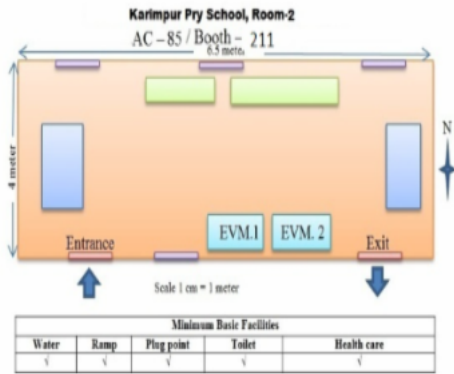 Karimpur Pry School, Room-2
AC - 85 / Booth - 211
6.5 mete.
4 meter
N
EVM.1
EVM. 2
Entrance
Exit
Scale 1 cm = 1 meter
Minimum Basic Facilities
Water Ramp Plug point Toilet Health care
√ √ √ √ √